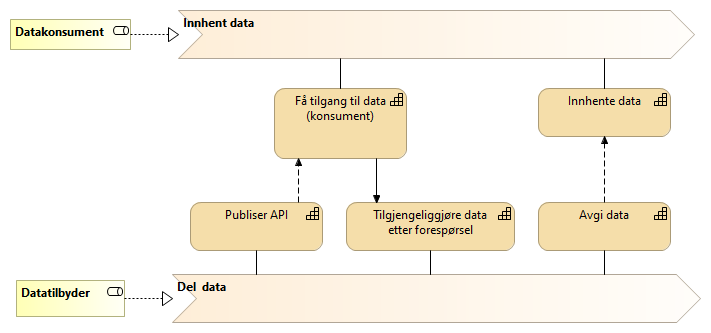 Datakonsument
Innhent data
Få tilgang til data
(konsument)
Innhente data
Publiser API
Tilgjengeliggjøre data
etter forespørsel
Avgi data
Datatilbyder
Del data